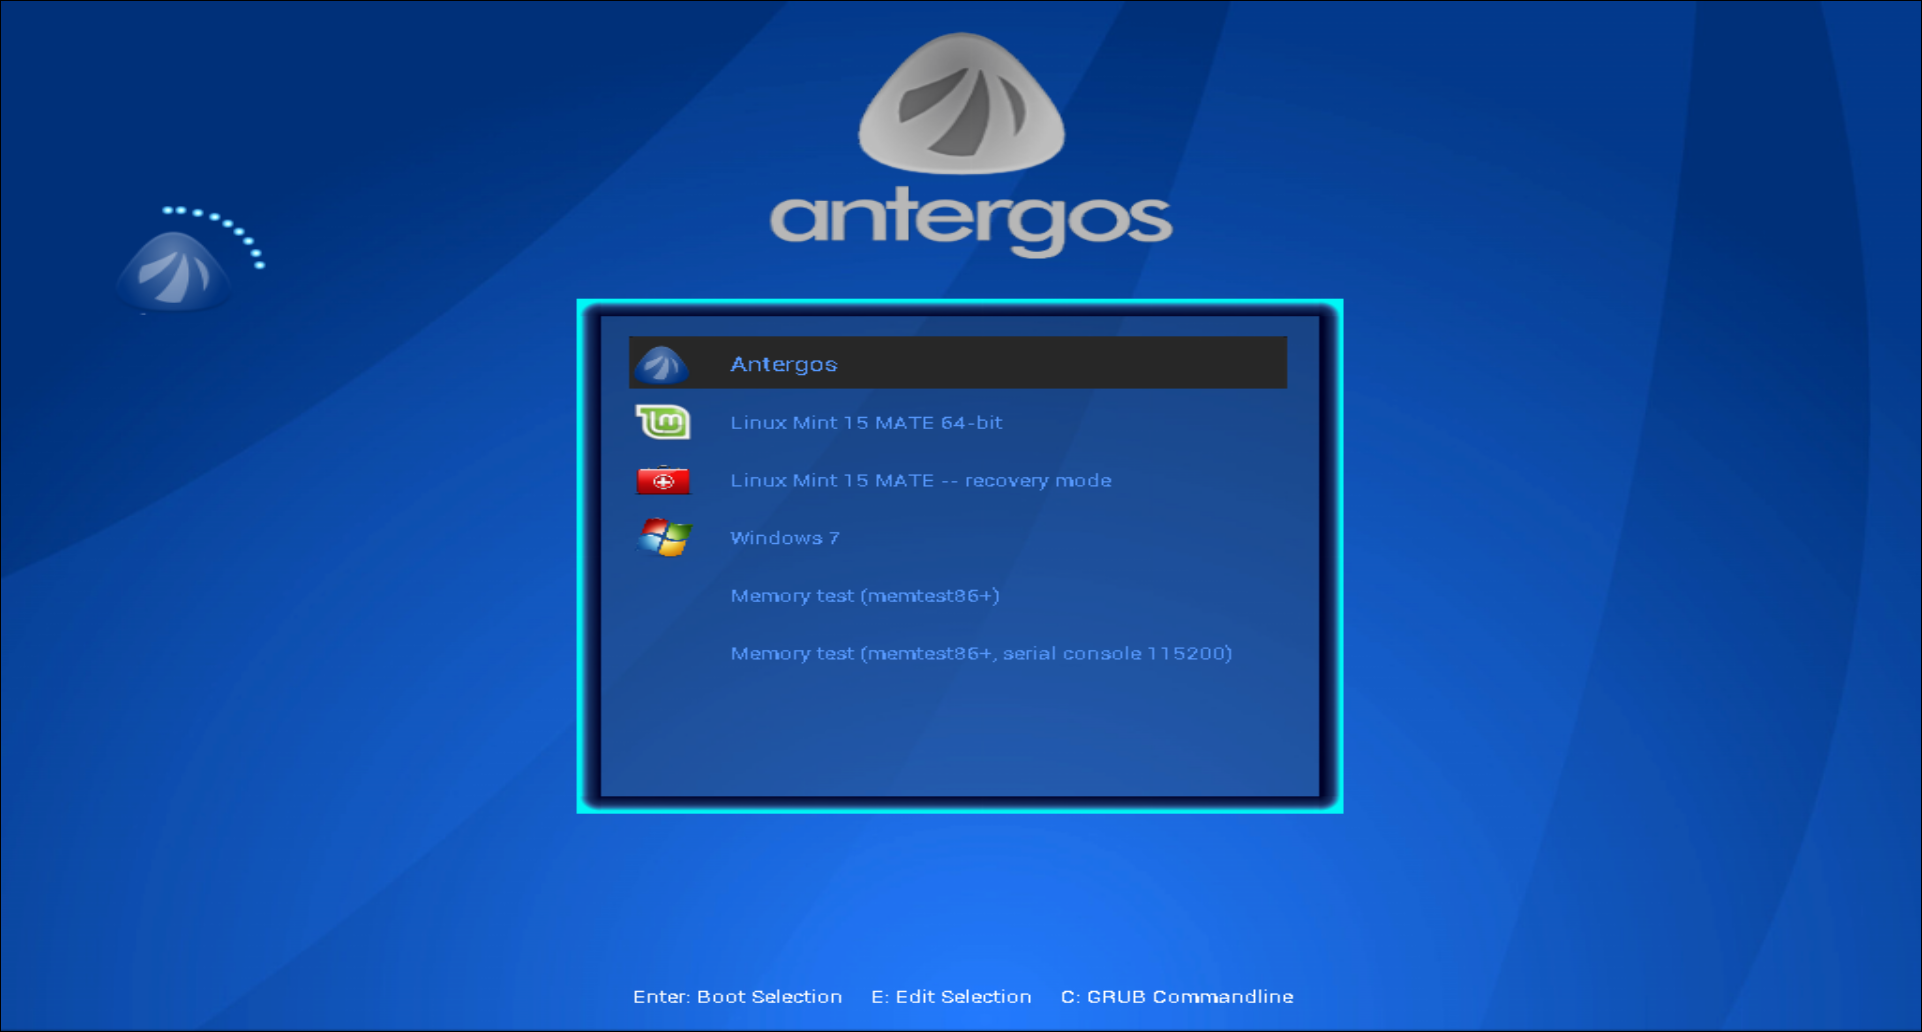 antergos
Antergos
Linux Mint 15 MATE 64-bit
Linux Mint 15 MATE -- recovery mode
Windows 7
Memory test (memtest86+)
Memory test (memtest86+, serial console 115200)
Enter: Boot Selection E: Edit Selection C: GRUB Commandline